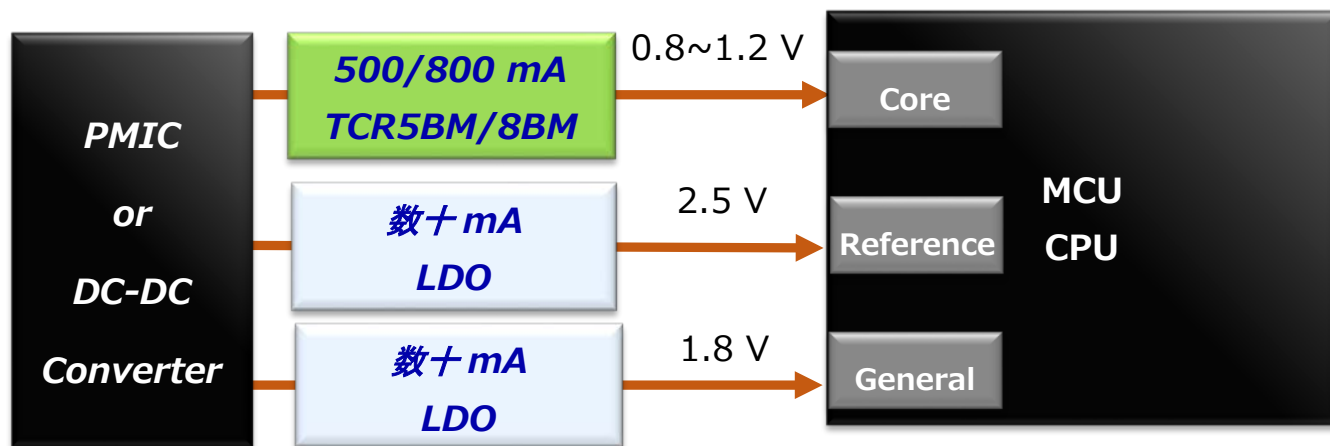 PMIC
or
DC-DC
Converter
500/800 mA
TCR5BM/8BM
0.8~1.2 V
Core
数十mA
LDO
2.5 V
Reference
数十mA
LDO
1.8 V
General
MCU
CPU